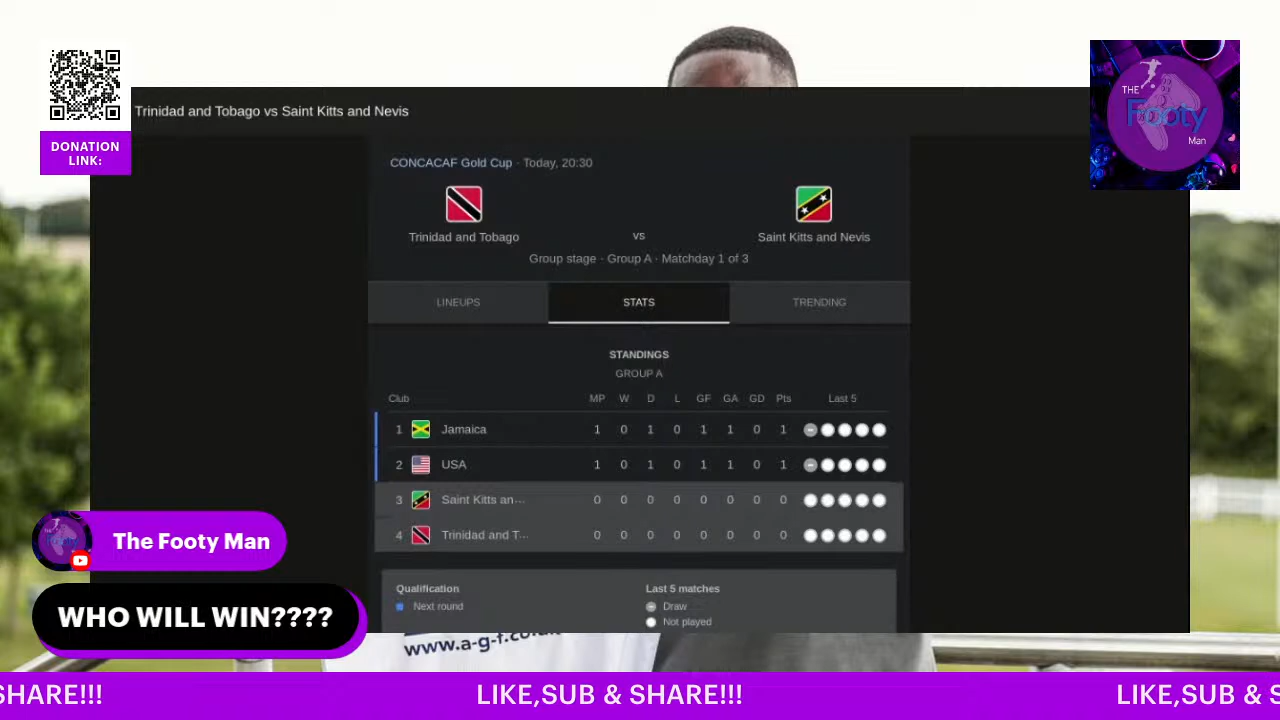 DONATION
LINK:
Trinidad and Tobago vs Saint Kitts and Nevis
THE
Footy
Man
CONCACAF Gold Cup · Today, 20:30
Trinidad and Tobago
vs
Saint Kitts and Nevis
Group stage · Group A · Matchday 1 of 3
LINEUPS STATS TRENDING
STANDINGS
GROUP A
Club MP W D L GF GA GD Pts Last 5
1 Jamaica 1 0 1 0 1 1 0 1
2 USA 1 0 1 0 1 1 0 1
3 Saint Kitts an... 0 0 0 0 0 0 0 0
4 Trinidad and T... 0 0 0 0 0 0 0 0
Qualification Last 5 matches
Next round Draw
Not played
The Footy Man
WHO WILL WIN????
SHARE!!! LIKE,SUB & SHARE!!! LIKE,SUB & S